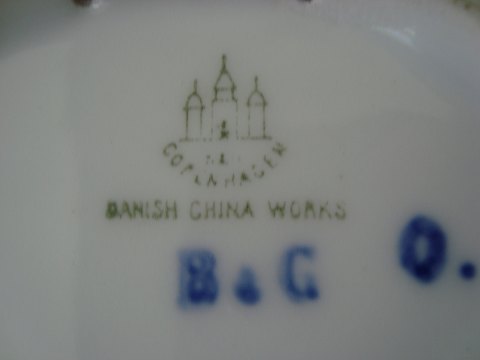 COPENHAGEN
DANISH CHINA WORKS
B & G O.